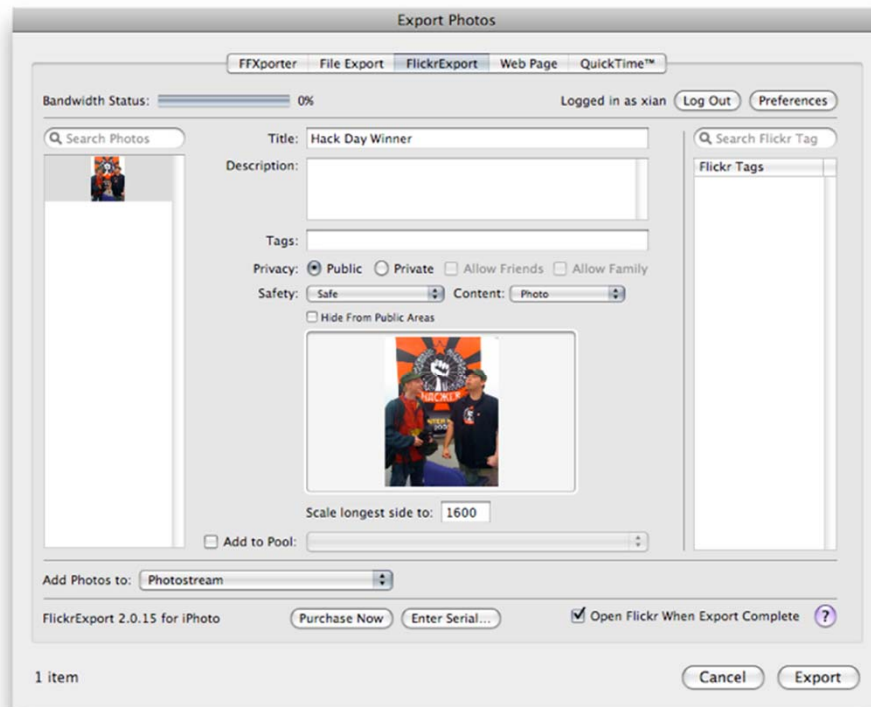 Export Photos
FFXporter File Export FlickrExport Web Page QuickTime™
Bandwidth Status: 0% Logged in as xian Log Out Preferences
Search Photos
Title: Hack Day Winner
Search Flickr Tag
Description:
Flickr Tags
Tags:
Privacy: Public Private Allow Friends Allow Family
Safety: Safe Content: Photo
Hide From Public Areas
Scale longest side to: 1600
Add to Pool:
Add Photos to: Photostream
FlickrExport 2.0.15 for iPhoto Purchase Now Enter Serial... Open Flickr When Export Complete ?
1 item Cancel Export